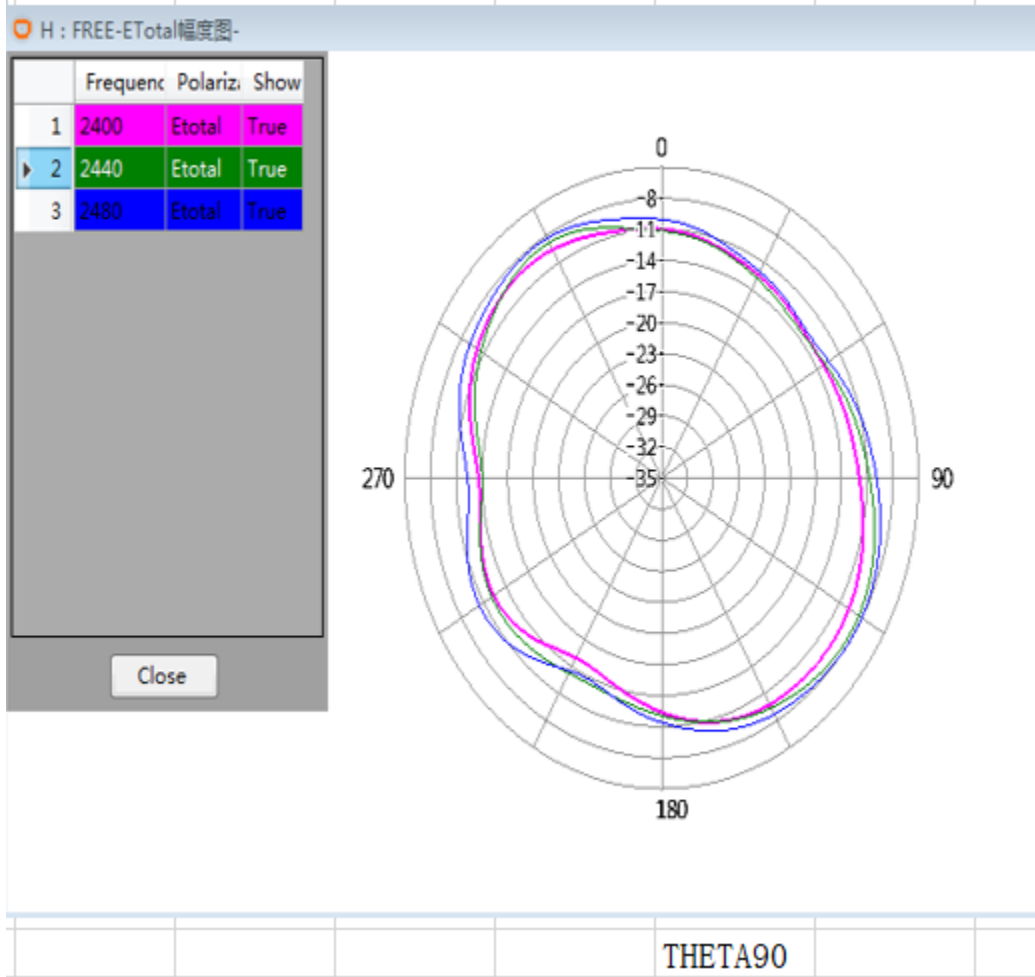 H：FREE-ETotal幅度图-
Frequenc Polariz Show
1 2400 Etotal True
2 2440 Etotal True
3 2480 Etotal True
Close
0
-8
-11
-14
-17
-20
-23
-26
-29
-32
-35
270
90
180
THETA90